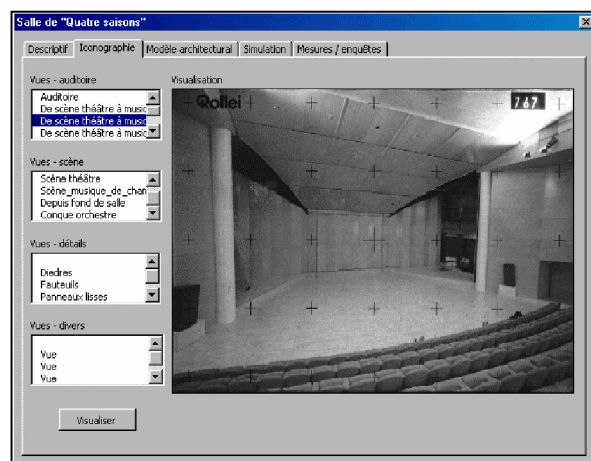 Salle de "Quatre saisons"
Descriptif
Iconographie
Modèle architectural
Simulation
Mesures / enquêtes
Vues - auditoire
Auditoire
De scène théâtre à music
De scène théâtre à music
De scène théâtre à music
Vues - scène
Scène théâtre
Scène_musique_de_chan
Depuis fond de salle
Conque orchestre
Vues - détails
Diedres
Fauteuils
Panneaux lisses
Vues - divers
Vue
Vue
Vue
Visualiser
Visualisation
Rollei
767